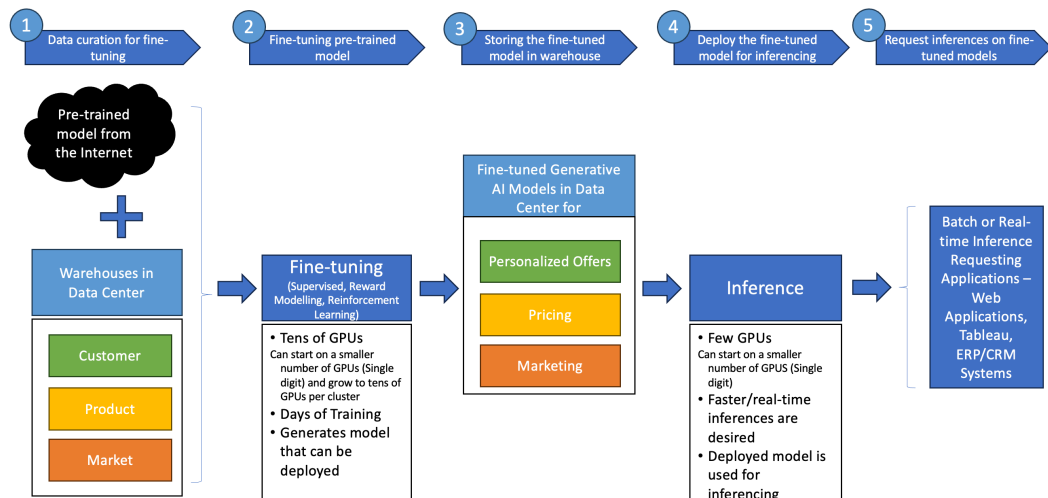 1
Data curation for fine-
tuning
2
Fine-tuning pre-trained
model
3
Storing the fine-tuned
model in warehouse
4
Deploy the fine-tuned
model for inferencing
5
Request inferences on fine-
tuned models
Pre-trained
model from
the Internet
Warehouses in
Data Center
Customer
Product
Market
Fine-tuning
(Supervised, Reward
Modelling, Reinforcement
Learning)
• Tens of GPUs
Can start on a smaller
number of GPUs (Single
digit) and grow to tens of
GPUs per cluster
• Days of Training
• Generates model
that can be
deployed
Fine-tuned Generative
AI Models in Data
Center for
Personalized Offers
Pricing
Marketing
Inference
• Few GPUs
Can start on a smaller
number of GPUS (Single
digit)
• Faster/real-time
inferences are
desired
• Deployed model is
used for
inferencing
Batch or Real-
time Inference
Requesting
Applications –
Web
Applications,
Tableau,
ERP/CRM
Systems